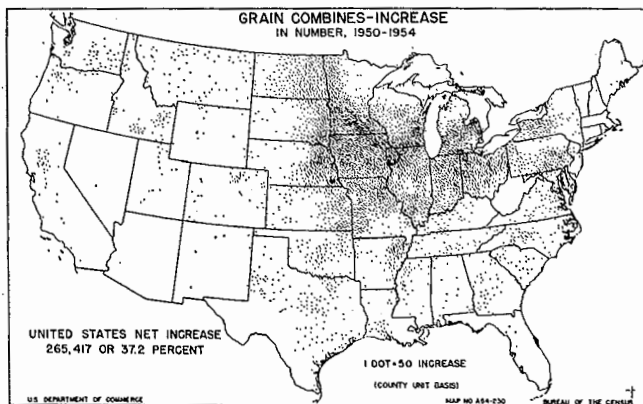 GRAIN COMBINES-INCREASE
IN NUMBER, 1950-1954
UNITED STATES NET INCREASE
265,417 OR 37.2 PERCENT
1 DOT=50 INCREASE
(COUNTY UNIT BASIS)
U.S. DEPARTMENT OF COMMERCE
MAP NO A54-230
BUREAU OF THE CENSUS